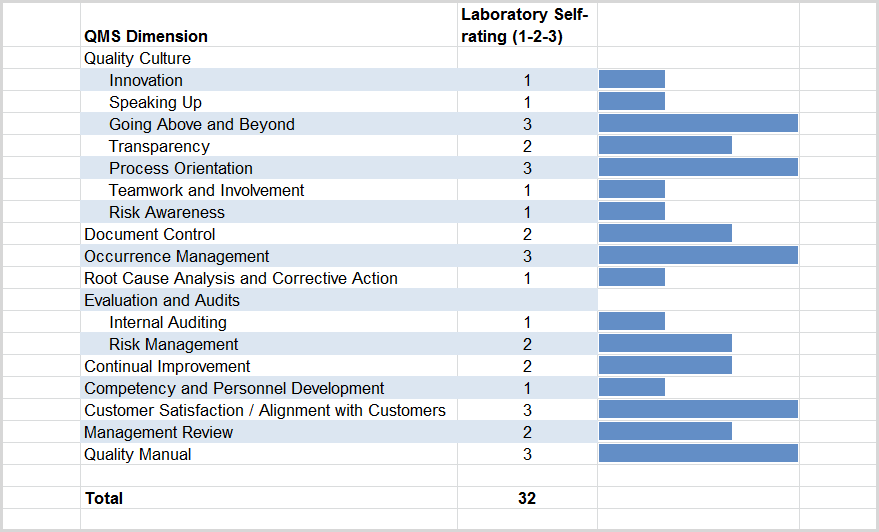 QMS Dimension Laboratory Self-
rating (1-2-3)
Quality Culture
Innovation 1
Speaking Up 1
Going Above and Beyond 3
Transparency 2
Process Orientation 3
Teamwork and Involvement 1
Risk Awareness 1
Document Control 2
Occurrence Management 3
Root Cause Analysis and Corrective Action 1
Evaluation and Audits
Internal Auditing 1
Risk Management 2
Continual Improvement 2
Competency and Personnel Development 1
Customer Satisfaction / Alignment with Customers 3
Management Review 2
Quality Manual 3
Total 32